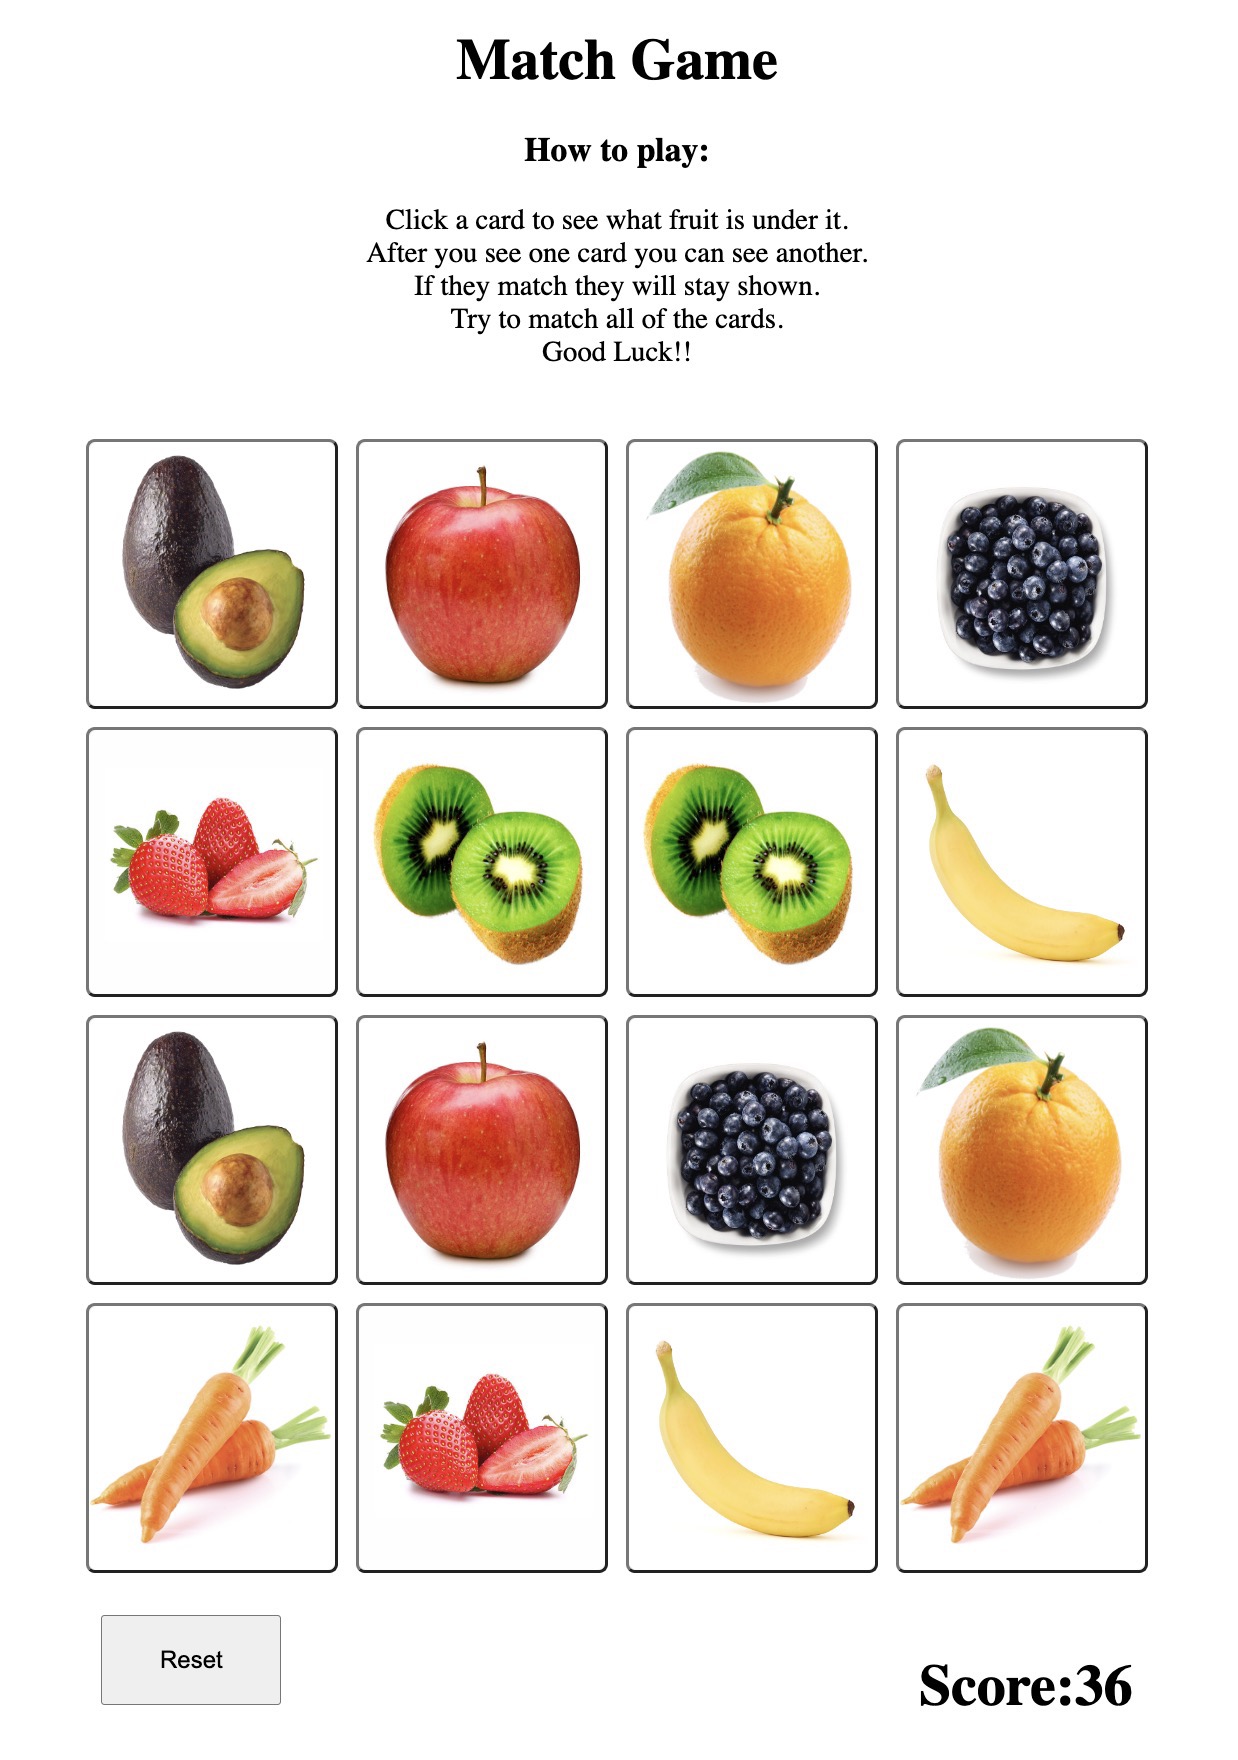 Match Game
How to play:
Click a card to see what fruit is under it.
After you see one card you can see another.
If they match they will stay shown.
Try to match all of the cards.
Good Luck!!
Reset
Score:36